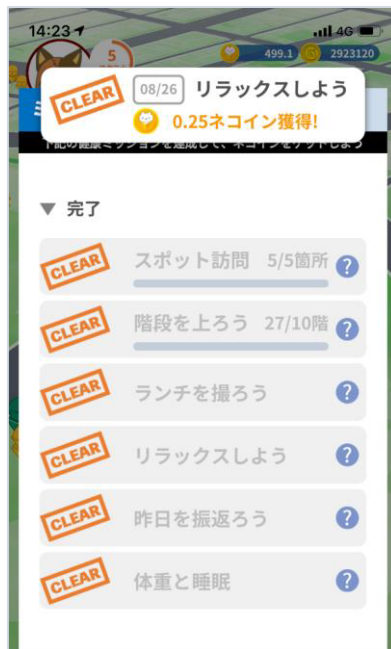 14:23
4G
5
499.1
2923120
CLEAR
08/26 リラックスしよう
0.25ネコイン獲得!
下記の健康ミッションを達成して、ネコインをゲットしよう
▼ 完了
CLEAR スポット訪問 5/5箇所 ?
CLEAR 階段を上ろう 27/10階 ?
CLEAR ランチを撮ろう ?
CLEAR リラックスしよう ?
CLEAR 昨日を振返ろう ?
CLEAR 体重と睡眠 ?